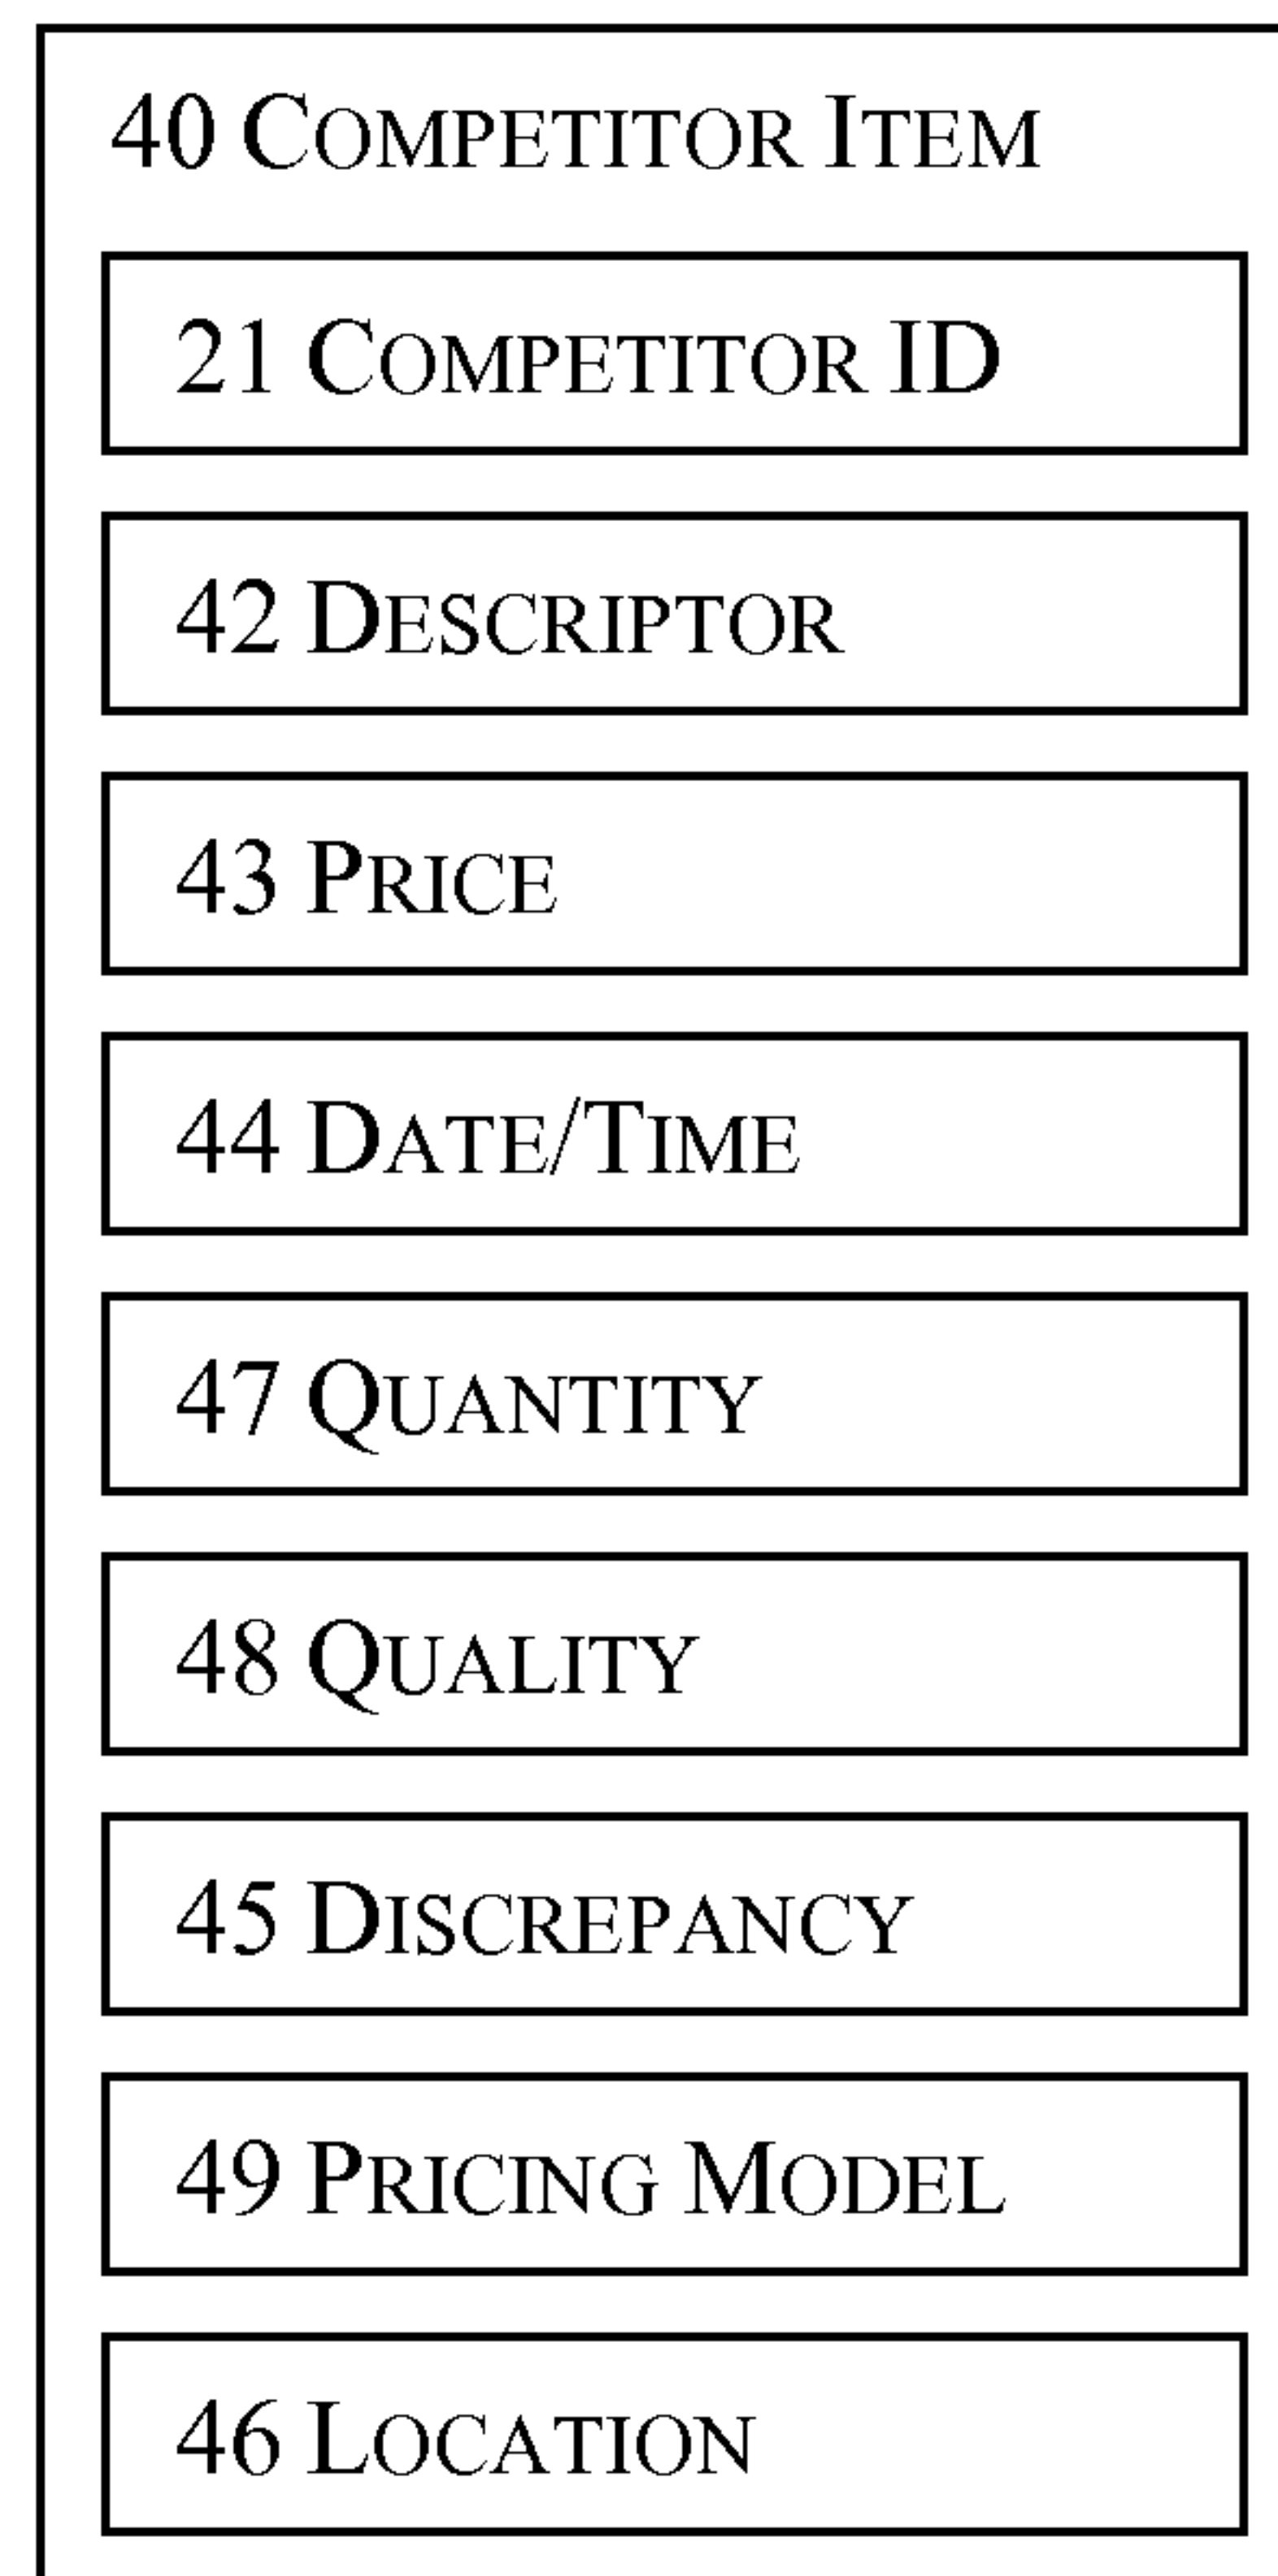 40 COMPETITOR ITEM
21 COMPETITOR ID
42 DESCRIPTOR
43 PRICE
44 DATE/TIME
47 QUANTITY
48 QUALITY
45 DISCREPANCY
49 PRICING MODEL
46 LOCATION